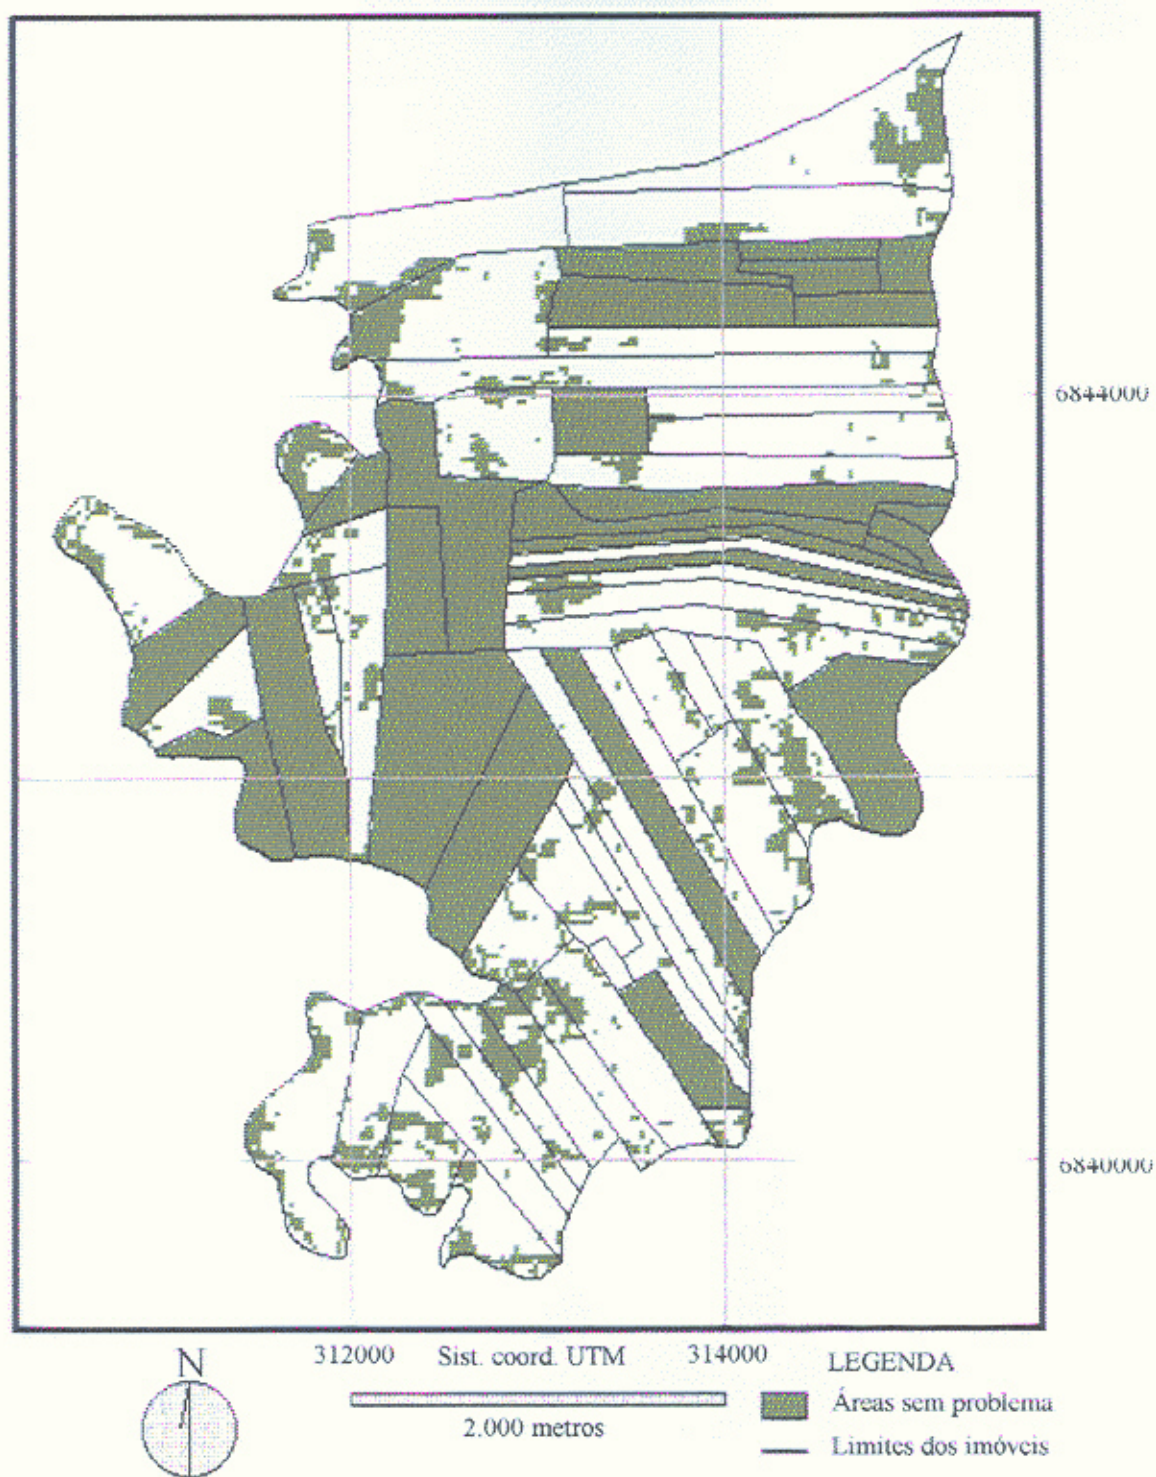 6844000
6840000
N
312000 Sist. coord. UTM 314000
2.000 metros
LEGENDA
Áreas sem problema
Limites dos imóveis